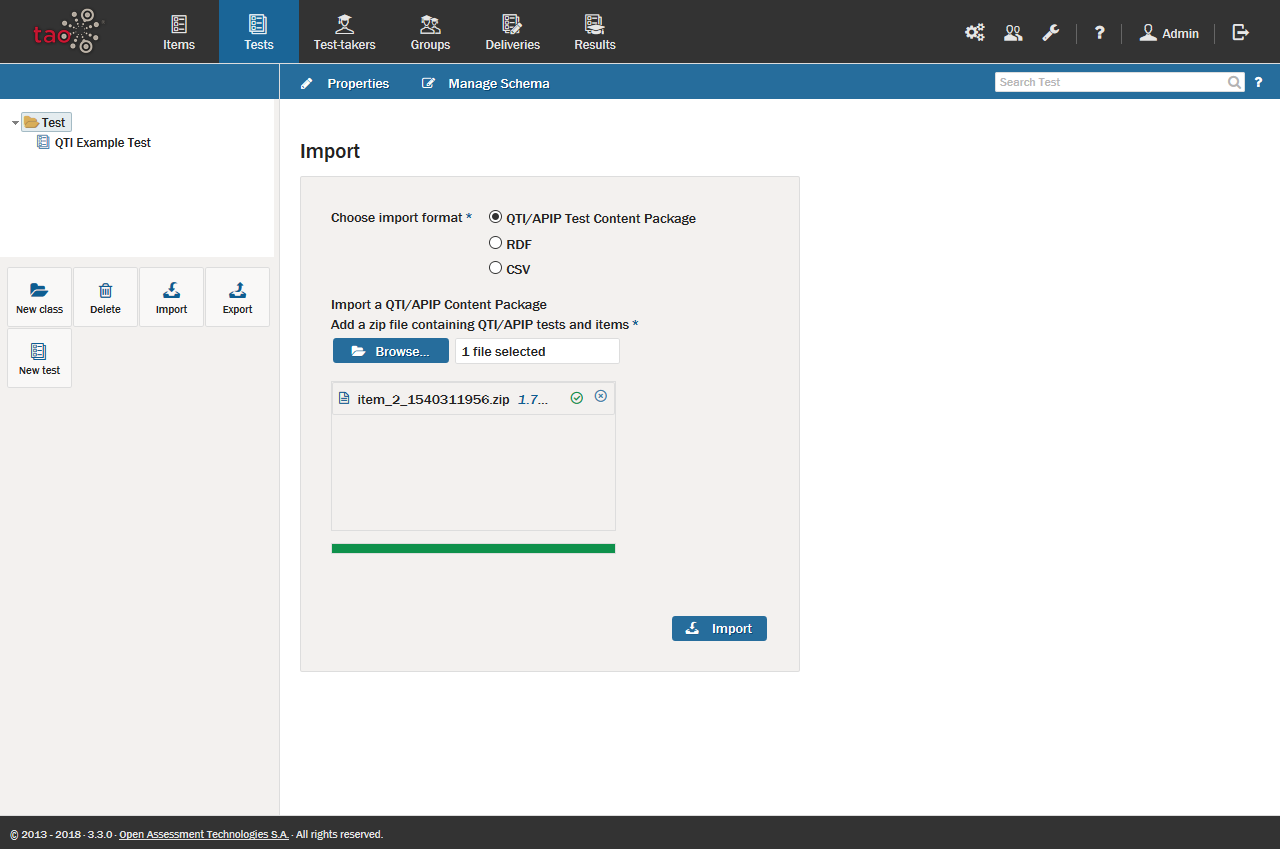 tao
Items
Tests
Test-takers
Groups
Deliveries
Results
?
Admin
Properties
Manage Schema
Search Test
?
Test
QTI Example Test
New class
Delete
Import
Export
New test
Import
Choose import format *
QTI/APIP Test Content Package
RDF
CSV
Import a QTI/APIP Content Package
Add a zip file containing QTI/APIP tests and items *
Browse...
1 file selected
item_2_1540311956.zip 1.7...
Import
© 2013 - 2018 · 3.3.0 · Open Assessment Technologies S.A. · All rights reserved.